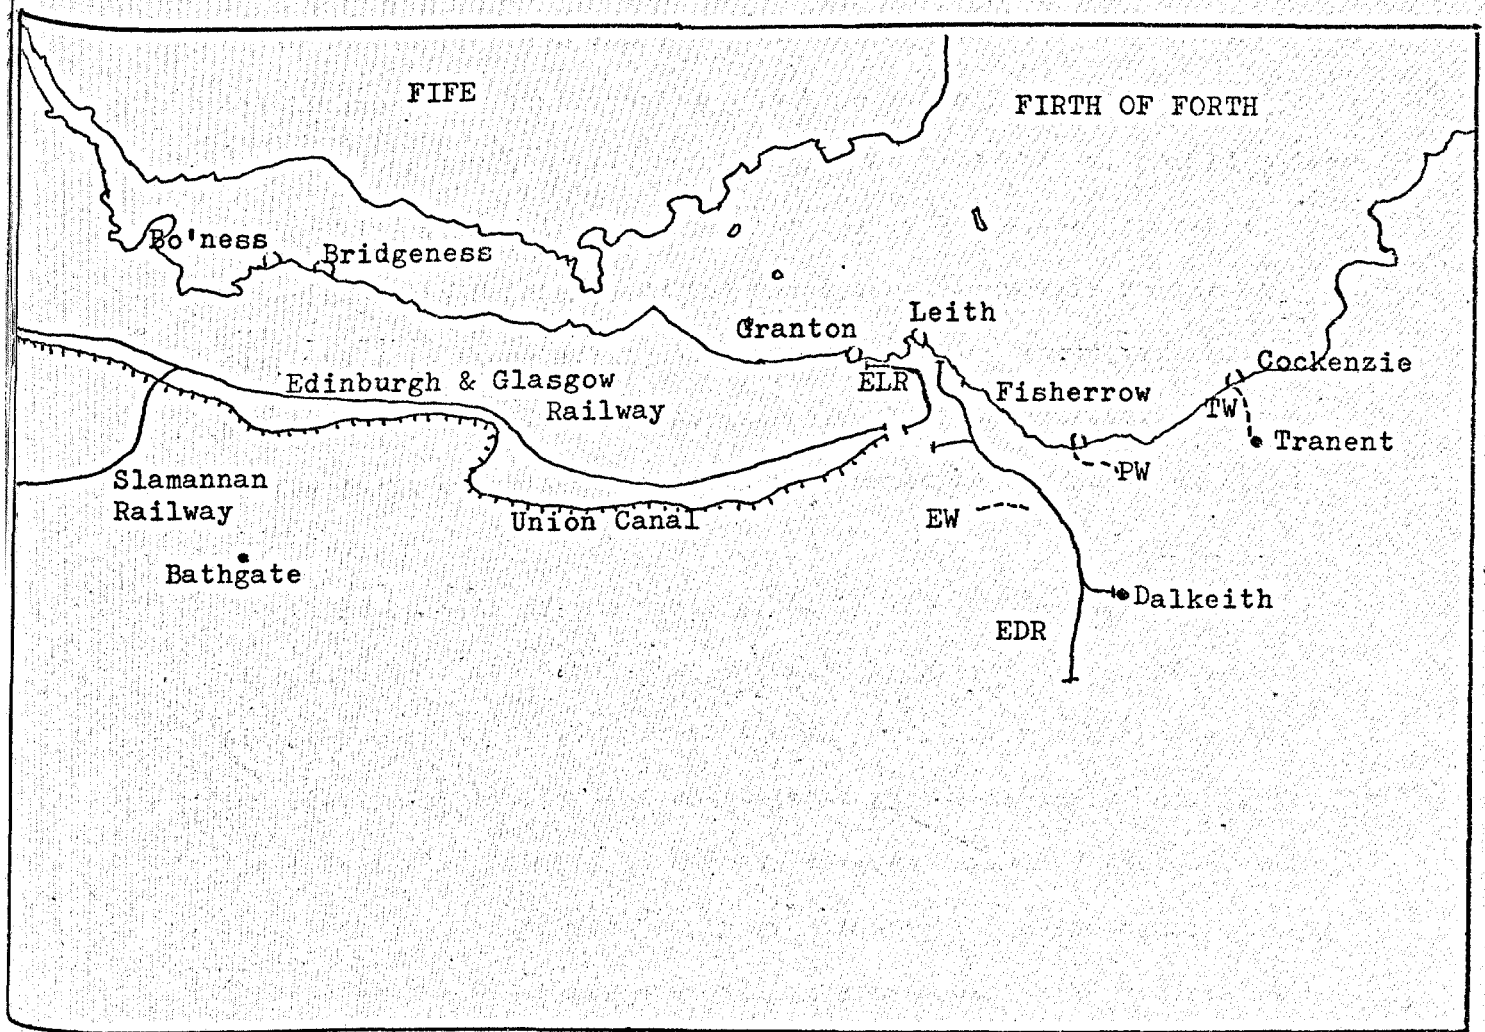 FIFE
FIRTH OF FORTH
Bo'ness
Bridgeness
Granton
Leith
Cockenzie
Edinburgh & Glasgow
Railway
ELR
Fisherrow
TW
Tranent
PW
Slamannan
Railway
Union Canal
EW
Bathgate
Dalkeith
EDR